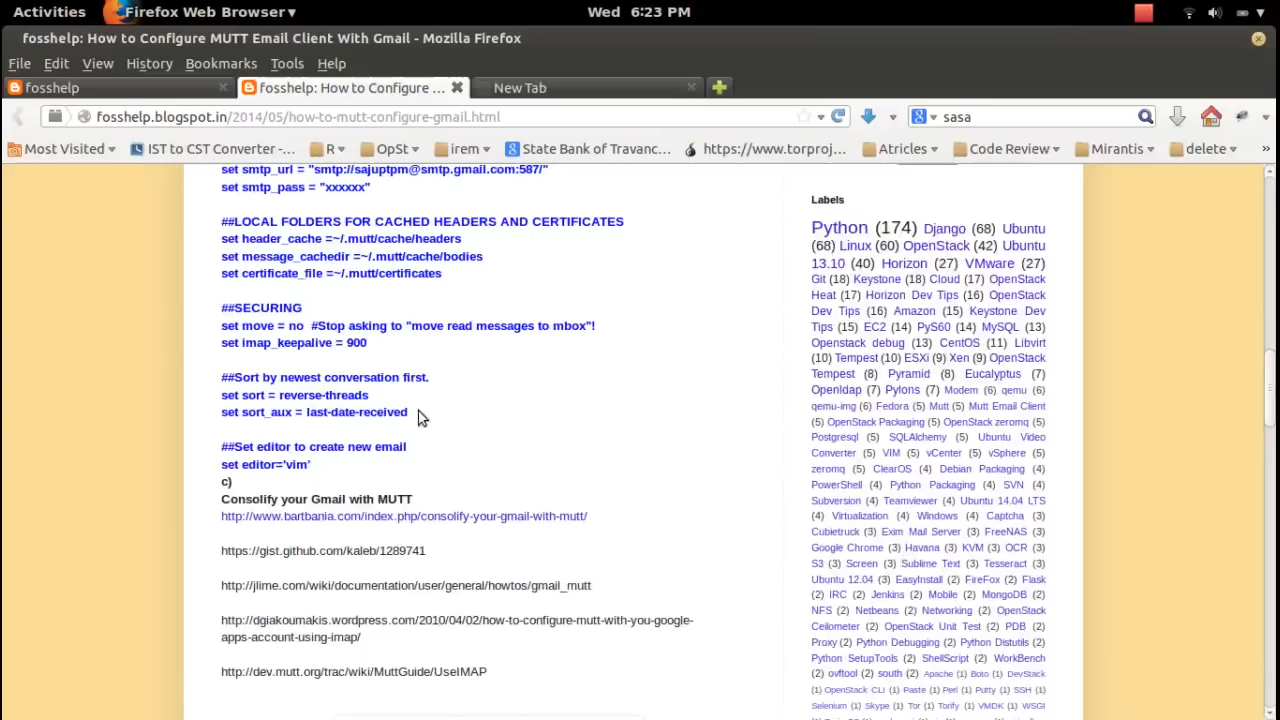 Activities Firefox Web Browser▾ Wed 6:23 PM
fosshelp: How to Configure MUTT Email Client With Gmail - Mozilla Firefox
File Edit View History Bookmarks Tools Help
fosshelp fosshelp: How to Configure ... New Tab
fosshelp.blogspot.in/2014/05/how-to-mutt-configure-gmail.html sasa
Most Visited IST to CST Converter -... R OpSt irem State Bank of Travanc... https://www.torproj... Atricles Code Review Mirantis delete »
set smtp_url = "smtp://sajuptpm@smtp.gmail.com:587/"
set smtp_pass = "xxxxxx"
##LOCAL FOLDERS FOR CACHED HEADERS AND CERTIFICATES
set header_cache =~/.mutt/cache/headers
set message_cachedir =~/.mutt/cache/bodies
set certificate_file =~/.mutt/certificates
##SECURING
set move = no  #Stop asking to "move read messages to mbox"!
set imap_keepalive = 900
##Sort by newest conversation first.
set sort = reverse-threads
set sort_aux = last-date-received
##Set editor to create new email
set editor='vim'
c)
Consolify your Gmail with MUTT
http://www.bartbania.com/index.php/consolify-your-gmail-with-mutt/
https://gist.github.com/kaleb/1289741
http://jlime.com/wiki/documentation/user/general/howtos/gmail_mutt
http://dgiakoumakis.wordpress.com/2010/04/02/how-to-configure-mutt-with-you-google-
apps-account-using-imap/
http://dev.mutt.org/trac/wiki/MuttGuide/UseIMAP
Labels
Python (174) Django (68) Ubuntu
(68) Linux (60) OpenStack (42) Ubuntu
13.10 (40) Horizon (27) VMware (27)
Git (18) Keystone (18) Cloud (17) OpenStack
Heat (17) Horizon Dev Tips (16) OpenStack
Dev Tips (15) Amazon (15) Keystone Dev
Tips (15) EC2 (14) PyS60 (14) MySQL (13)
Openstack debug (13) CentOS (11) Libvirt
(10) Tempest (10) ESXi (9) Xen (9) OpenStack
Tempest (8) Pyramid (8) Eucalyptus (7)
Openldap (7) Pylons (7) Modem (6) qemu (6)
qemu-img (6) Fedora (5) Mutt (5) Mutt Email Client
(5) OpenStack Packaging (5) OpenStack zeromq (5)
Postgresql (5) SQLAlchemy (5) Ubuntu Video
Converter (5) VIM (5) vCenter (5) vSphere (5)
zeromq (5) ClearOS (4) Debian Packaging (4)
PowerShell (4) Python Packaging (4) SVN (4)
Subversion (4) Teamviewer (4) Ubuntu 14.04 LTS
(4) Virtualization (4) Windows (4) Captcha (3)
Cubietruck (3) Exim Mail Server (3) FreeNAS (3)
Google Chrome (3) Havana (3) KVM (3) OCR (3)
S3 (3) Screen (3) Sublime Text (3) Tesseract (3)
Ubuntu 12.04 (3) EasyInstall (2) FireFox (2) Flask
(2) IRC (2) Jenkins (2) Mobile (2) MongoDB (2)
NFS (2) Netbeans (2) Networking (2) OpenStack
Ceilometer (2) OpenStack Unit Test (2) PDB (2)
Proxy (2) Python Debugging (2) Python Distutils (2)
Python SetupTools (2) ShellScript (2) WorkBench
(2) ovftool (2) south (2) Apache (1) Boto (1) DevStack
(1) OpenStack CLI (1) Paste (1) Perl (1) Putty (1) SSH (1)
Selenium (1) Skype (1) Tor (1) Torify (1) VMDK (1) WSGI